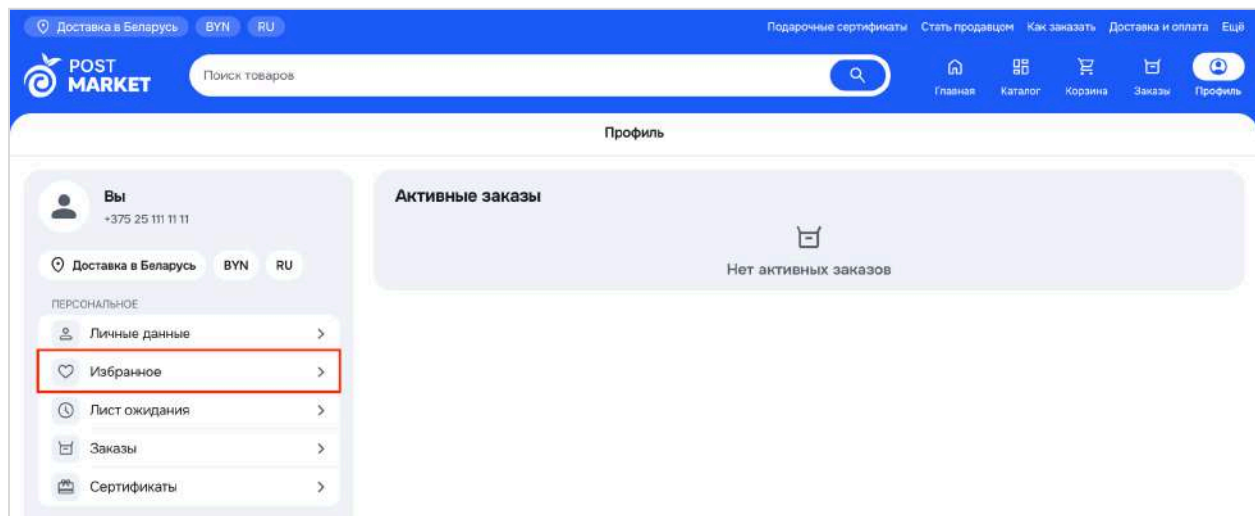 Доставка в Беларусь BYN RU Подарочные сертификаты Стать продавцом Как заказать Доставка и оплата Ещё
POST
MARKET
Поиск товаров
Главная Каталог Корзина Заказы Профиль
Профиль
Вы
+375 25 111 11 11
Доставка в Беларусь BYN RU
ПЕРСОНАЛЬНОЕ
Личные данные
Избранное
Лист ожидания
Заказы
Сертификаты
Активные заказы
Нет активных заказов